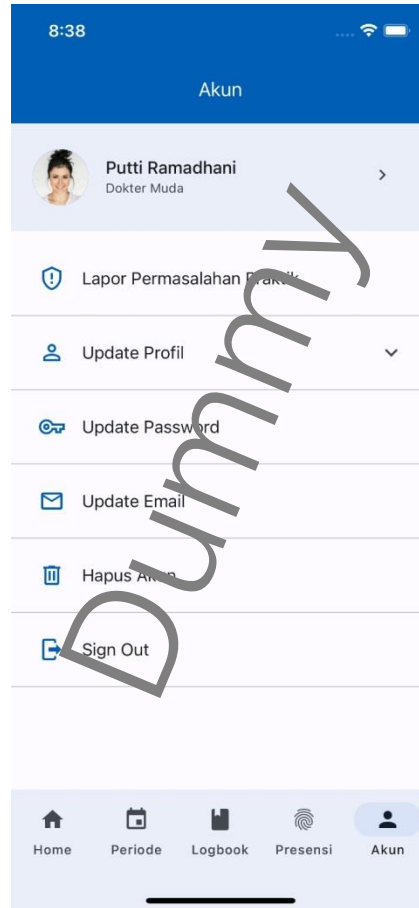 8:38
Akun
Putti Ramadhani
Dokter Muda
Lapor Permasalahan Praktik
Update Profil
Update Password
Update Email
Hapus Akun
Sign Out
Dummy
Home Periode Logbook Presensi Akun